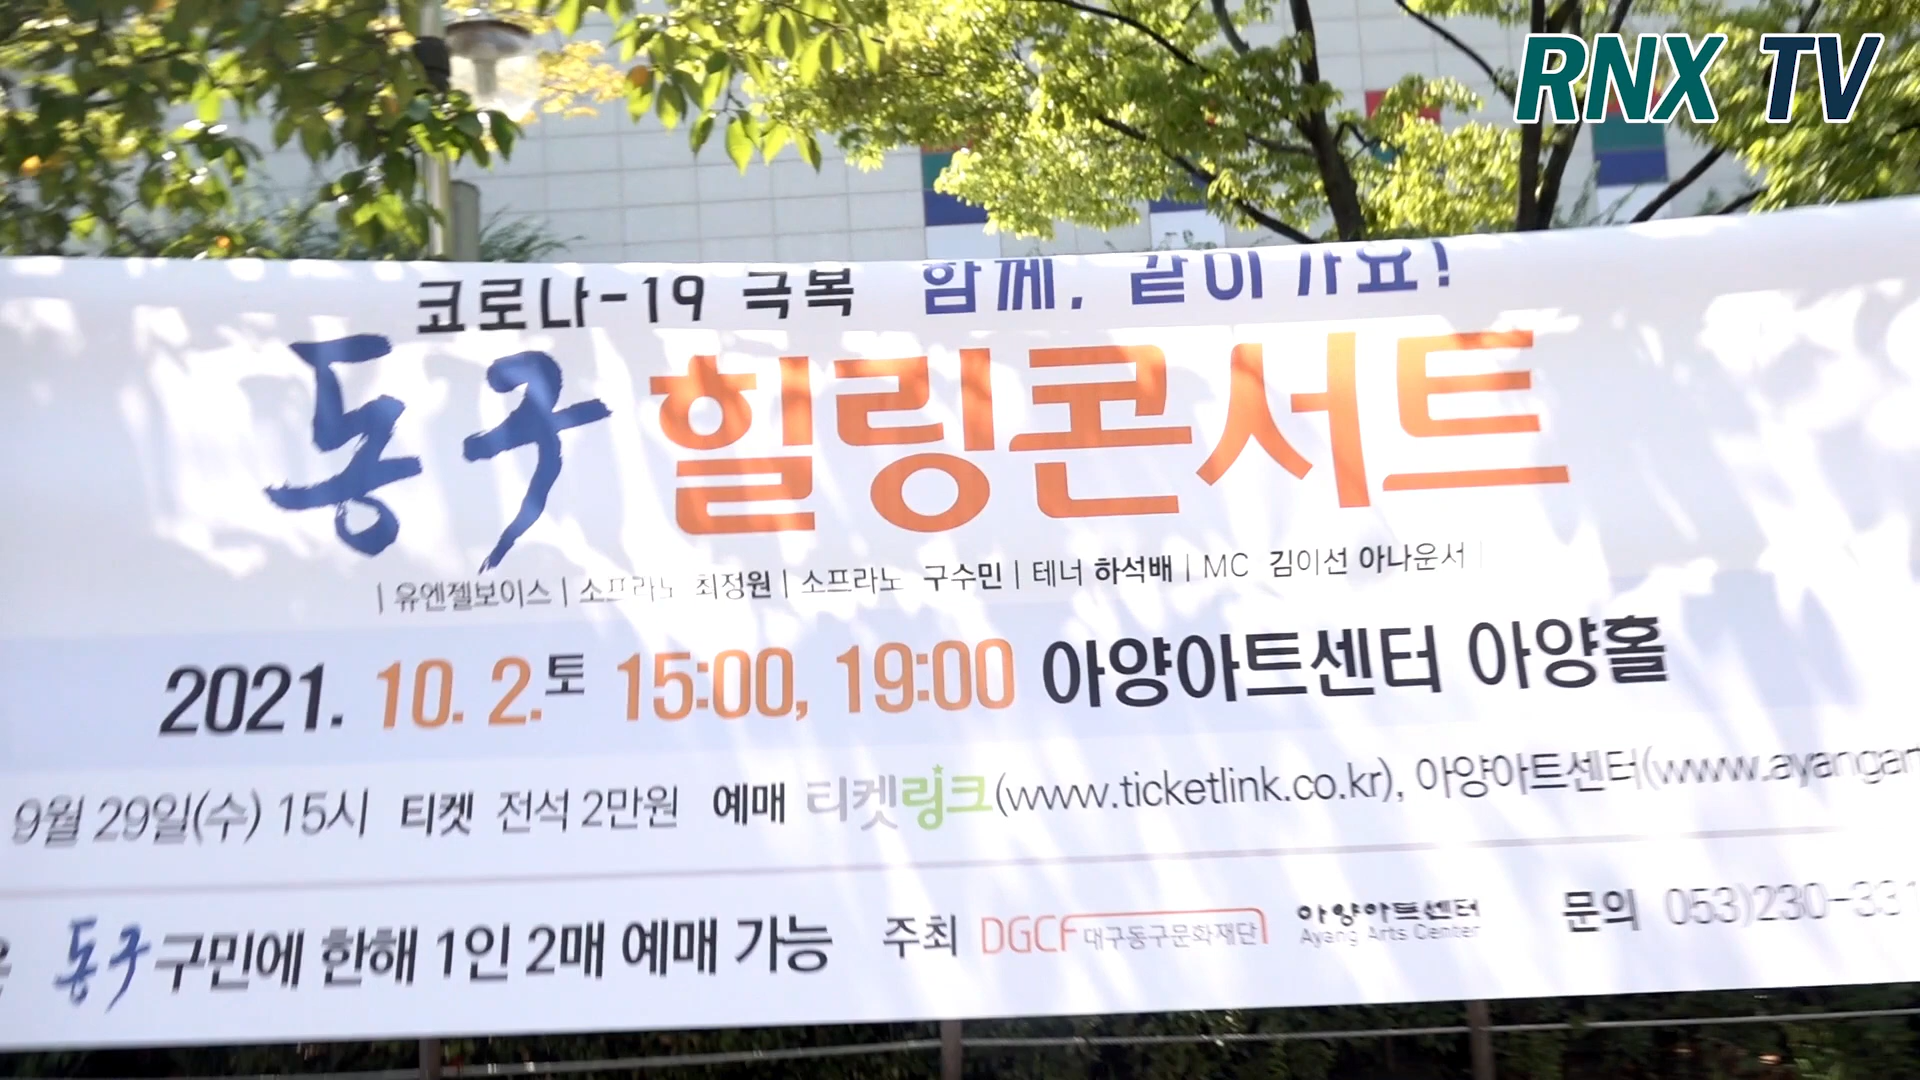 RNX TV
코로나-19 극복 함께, 같이가요!
동구 힐링콘서트
| 유엔젤보이스 | 소프라노 최정원 | 소프라노 구수민 | 테너 하석배 | MC 김이선 아나운서 |
2021. 10. 2.토 15:00, 19:00 아양아트센터 아양홀
9월 29일(수) 15시 티켓 전석 2만원 예매 티켓링크(www.ticketlink.co.kr), 아양아트센터(www.ayangart
동구 구민에 한해 1인 2매 예매 가능 주최 DGCF 대구동구문화재단 아양아트센터 Ayang Arts Center 문의 053)230-331